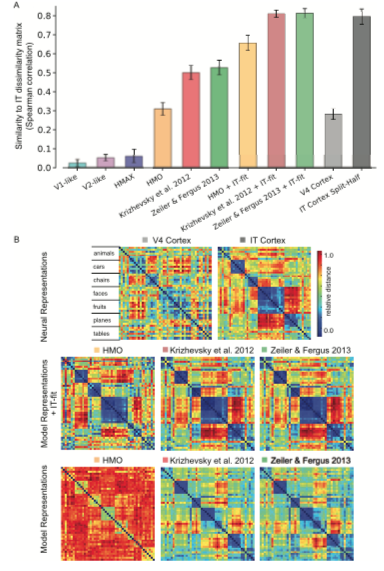 A
Similarity to IT dissimilarity matrix
(Spearman correlation)
0.8
0.7
0.6
0.5
0.4
0.3
0.2
0.1
0.0
V1-like
V2-like
HMAX
HMO
Krizhevsky et al. 2012
Zeiler & Fergus 2013
HMO + IT-fit
Krizhevsky et al. 2012 + IT-fit
Zeiler & Fergus 2013 + IT-fit
V4 Cortex
IT Cortex Split-Half
B
V4 Cortex
IT Cortex
Neural Representations
animals
cars
chairs
faces
fruits
planes
tables
1.0
relative distance
0.0
HMO
Krizhevsky et al. 2012
Zeiler & Fergus 2013
Model Representations
+ IT-fit
HMO
Krizhevsky et al. 2012
Zeiler & Fergus 2013
Model Representations